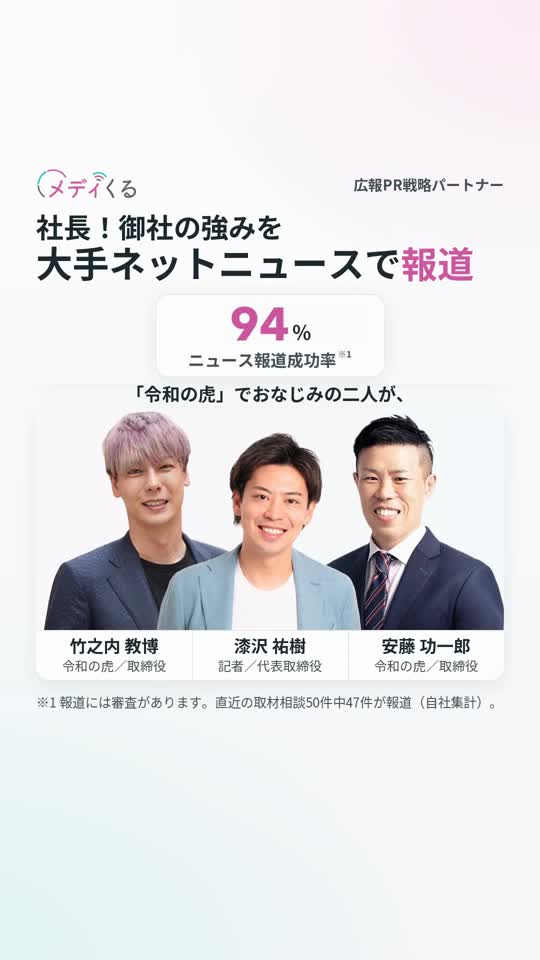 メディくる
広報PR戦略パートナー
社長！御社の強みを
大手ネットニュースで報道
94%
ニュース報道成功率※1
「令和の虎」でおなじみの二人が、
竹之内 教博
令和の虎／取締役
漆沢 祐樹
記者／代表取締役
安藤 功一郎
令和の虎／取締役
※1 報道には審査があります。直近の取材相談50件中47件が報道（自社集計）。